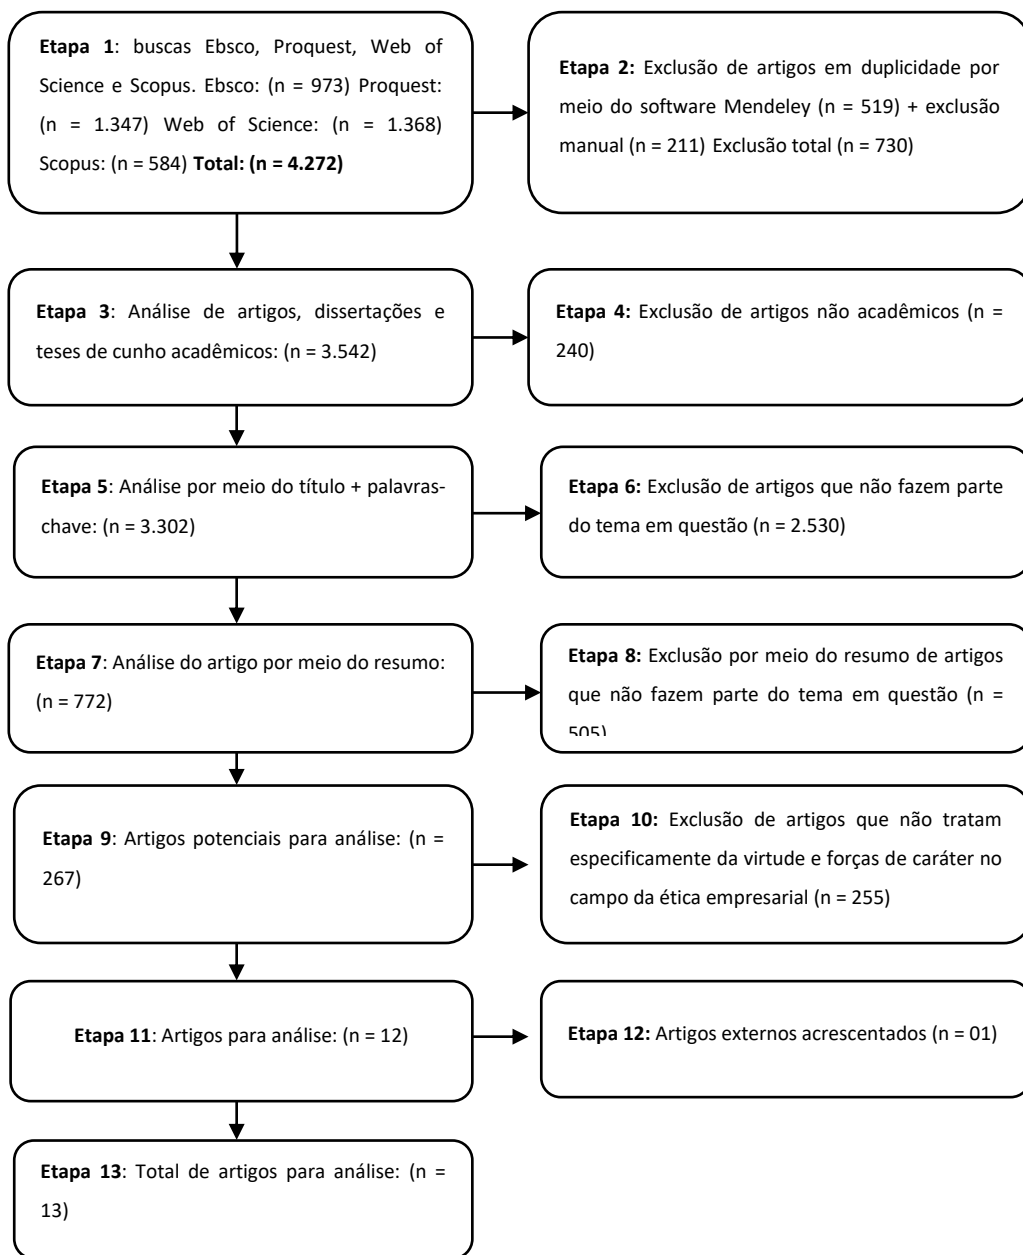 Etapa 1: buscas Ebsco, Proquest, Web of
Science e Scopus. Ebsco: (n = 973) Proquest:
(n = 1.347) Web of Science: (n = 1.368)
Scopus: (n = 584) Total: (n = 4.272)
Etapa 2: Exclusão de artigos em duplicidade por
meio do software Mendeley (n = 519) + exclusão
manual (n = 211) Exclusão total (n = 730)
Etapa 3: Análise de artigos, dissertações e
teses de cunho acadêmicos: (n = 3.542)
Etapa 4: Exclusão de artigos não acadêmicos (n =
240)
Etapa 5: Análise por meio do título + palavras-
chave: (n = 3.302)
Etapa 6: Exclusão de artigos que não fazem parte
do tema em questão (n = 2.530)
Etapa 7: Análise do artigo por meio do resumo:
(n = 772)
Etapa 8: Exclusão por meio do resumo de artigos
que não fazem parte do tema em questão (n =
505)
Etapa 9: Artigos potenciais para análise: (n =
267)
Etapa 10: Exclusão de artigos que não tratam
especificamente da virtude e forças de caráter no
campo da ética empresarial (n = 255)
Etapa 11: Artigos para análise: (n = 12)
Etapa 12: Artigos externos acrescentados (n = 01)
Etapa 13: Total de artigos para análise: (n =
13)